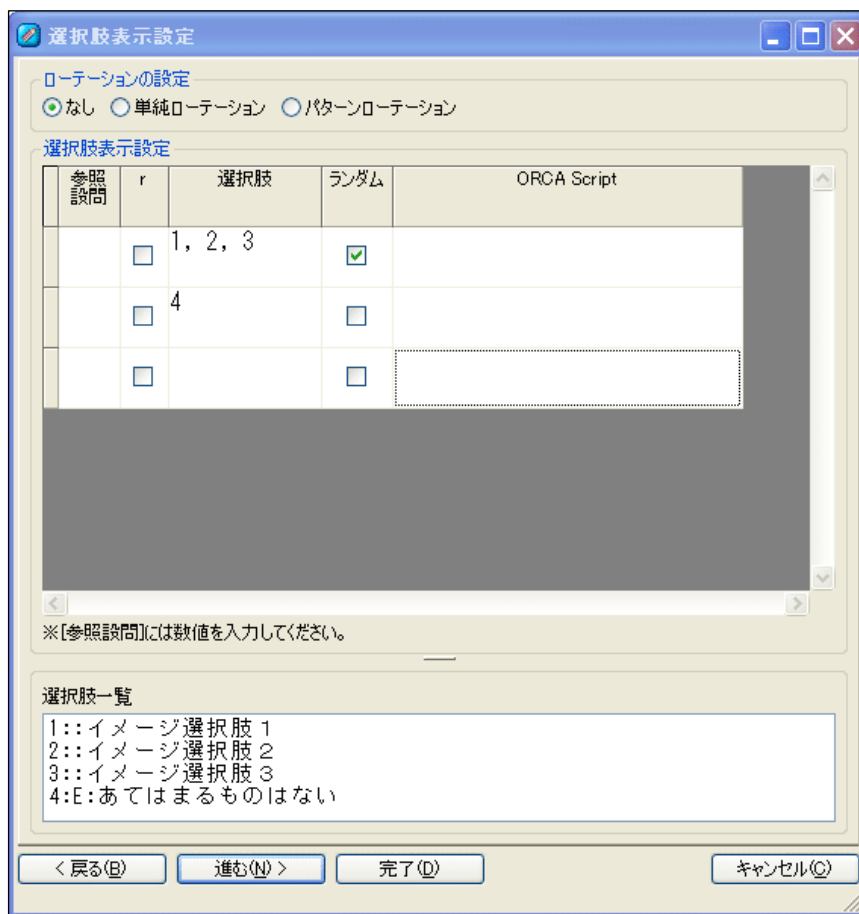 選択肢表示設定
ローテーションの設定
なし 単純ローテーション パターンローテーション
選択肢表示設定
参照設問 r 選択肢 ランダム ORCA Script
1, 2, 3
4
※[参照設問]には数値を入力してください。
選択肢一覧
1::イメージ選択肢1
2::イメージ選択肢2
3::イメージ選択肢3
4:E:あてはまるものはない
< 戻る(B) 進む(N) > 完了(D) キャンセル(C)